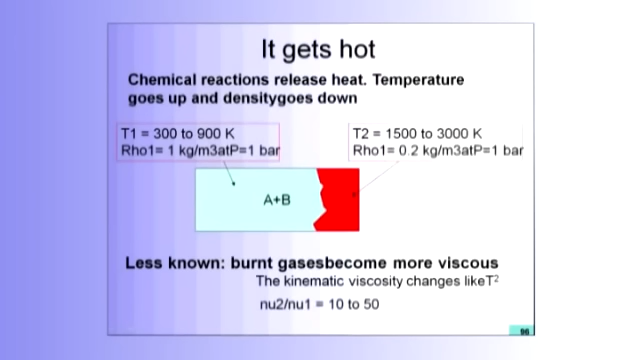 It gets hot
Chemical reactions release heat. Temperature
goes up and densitygoes down
T1 = 300 to 900 K
Rho1= 1 kg/m3atP=1 bar
T2 = 1500 to 3000 K
Rho1= 0.2 kg/m3atP=1 bar
A+B
Less known: burnt gasesbecome more viscous
The kinematic viscosity changes likeT²
nu2/nu1 = 10 to 50
96